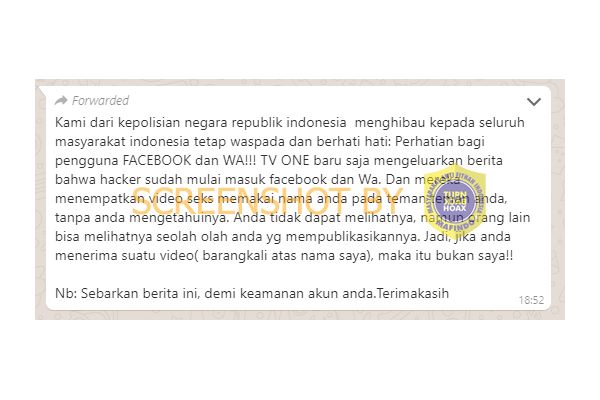 Forwarded
Kami dari kepolisian negara republik indonesia menghibau kepada seluruh
masyarakat indonesia tetap waspada dan berhati hati: Perhatian bagi
pengguna FACEBOOK dan WA!!! TV ONE baru saja mengeluarkan berita
bahwa hacker sudah mulai masuk facebook dan Wa. Dan mereka
menempatkan video seks memakai nama anda pada teman teman anda,
tanpa anda mengetahuinya. Anda tidak dapat melihatnya, namun orang lain
bisa melihatnya seolah olah anda yg mempublikasikannya. Jadi, jika anda
menerima suatu video( barangkali atas nama saya), maka itu bukan saya!!
Nb: Sebarkan berita ini, demi keamanan akun anda.Terimakasih
18:52
SCREENSHOT BY
MASYARAKAT ANTI FITNAH INDONESIA
TURN
BACK
HOAX
MAFINDO